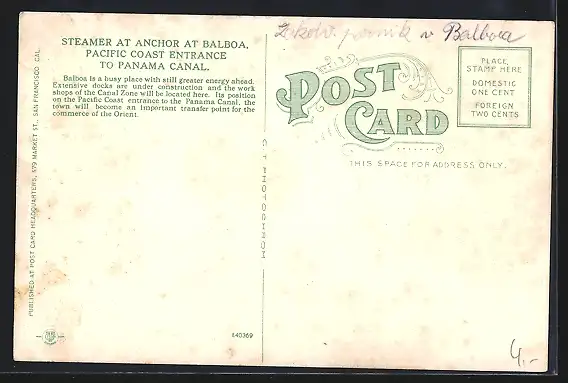 STEAMER AT ANCHOR AT BALBOA,
PACIFIC COAST ENTRANCE
TO PANAMA CANAL.
Balboa is a busy place with still greater energy ahead.
Extensive docks are under construction and the work
shops of the Canal Zone will be located here. Its position
on the Pacific Coast entrance to the Panama Canal, the
town will become an important transfer point for the
commerce of the Orient.
PUBLISHED AT POST CARD HEADQUARTERS, 479 MARKET ST., SAN FRANCISCO CAL.
v Balboa
POST
CARD
THIS SPACE FOR ADDRESS ONLY.
PLACE
STAMP HERE
DOMESTIC
ONE CENT
FOREIGN
TWO CENTS
C T PHOTOCHROM
A40369
4,-